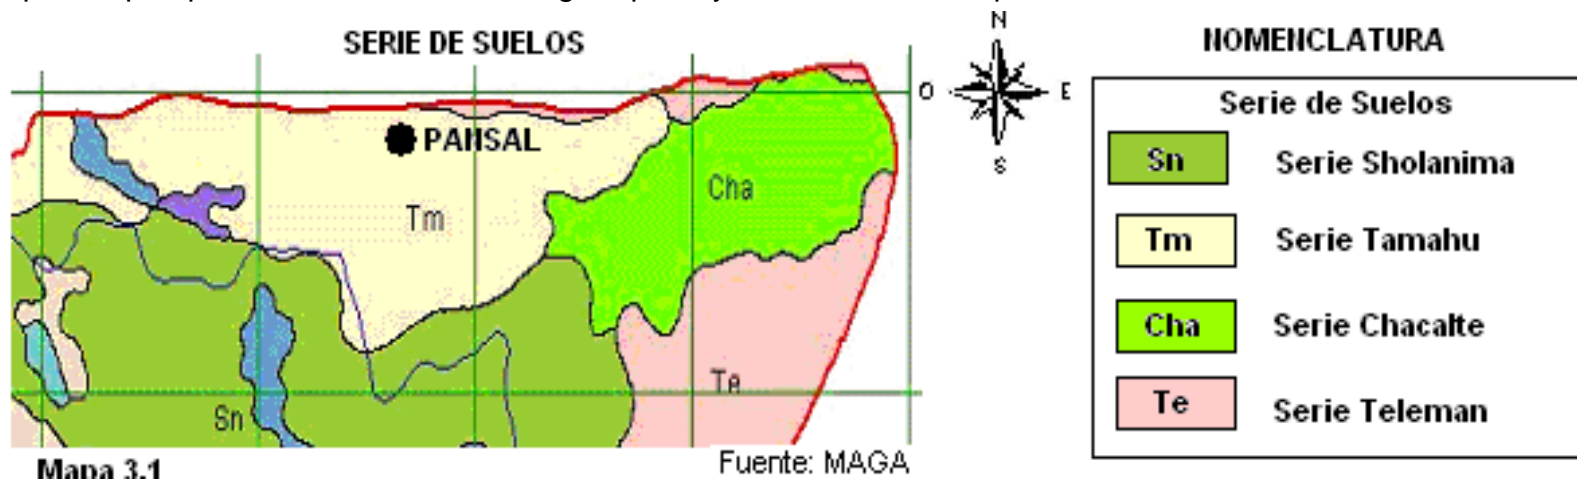 SERIE DE SUELOS
PANSAL
Cha
Tm
Te
Sn
Mapa 3.1
Fuente: MAGA
N
O E
S
NOMENCLATURA
Serie de Suelos
Sn Serie Sholanima
Tm Serie Tamahu
Cha Serie Chacalte
Te Serie Teleman